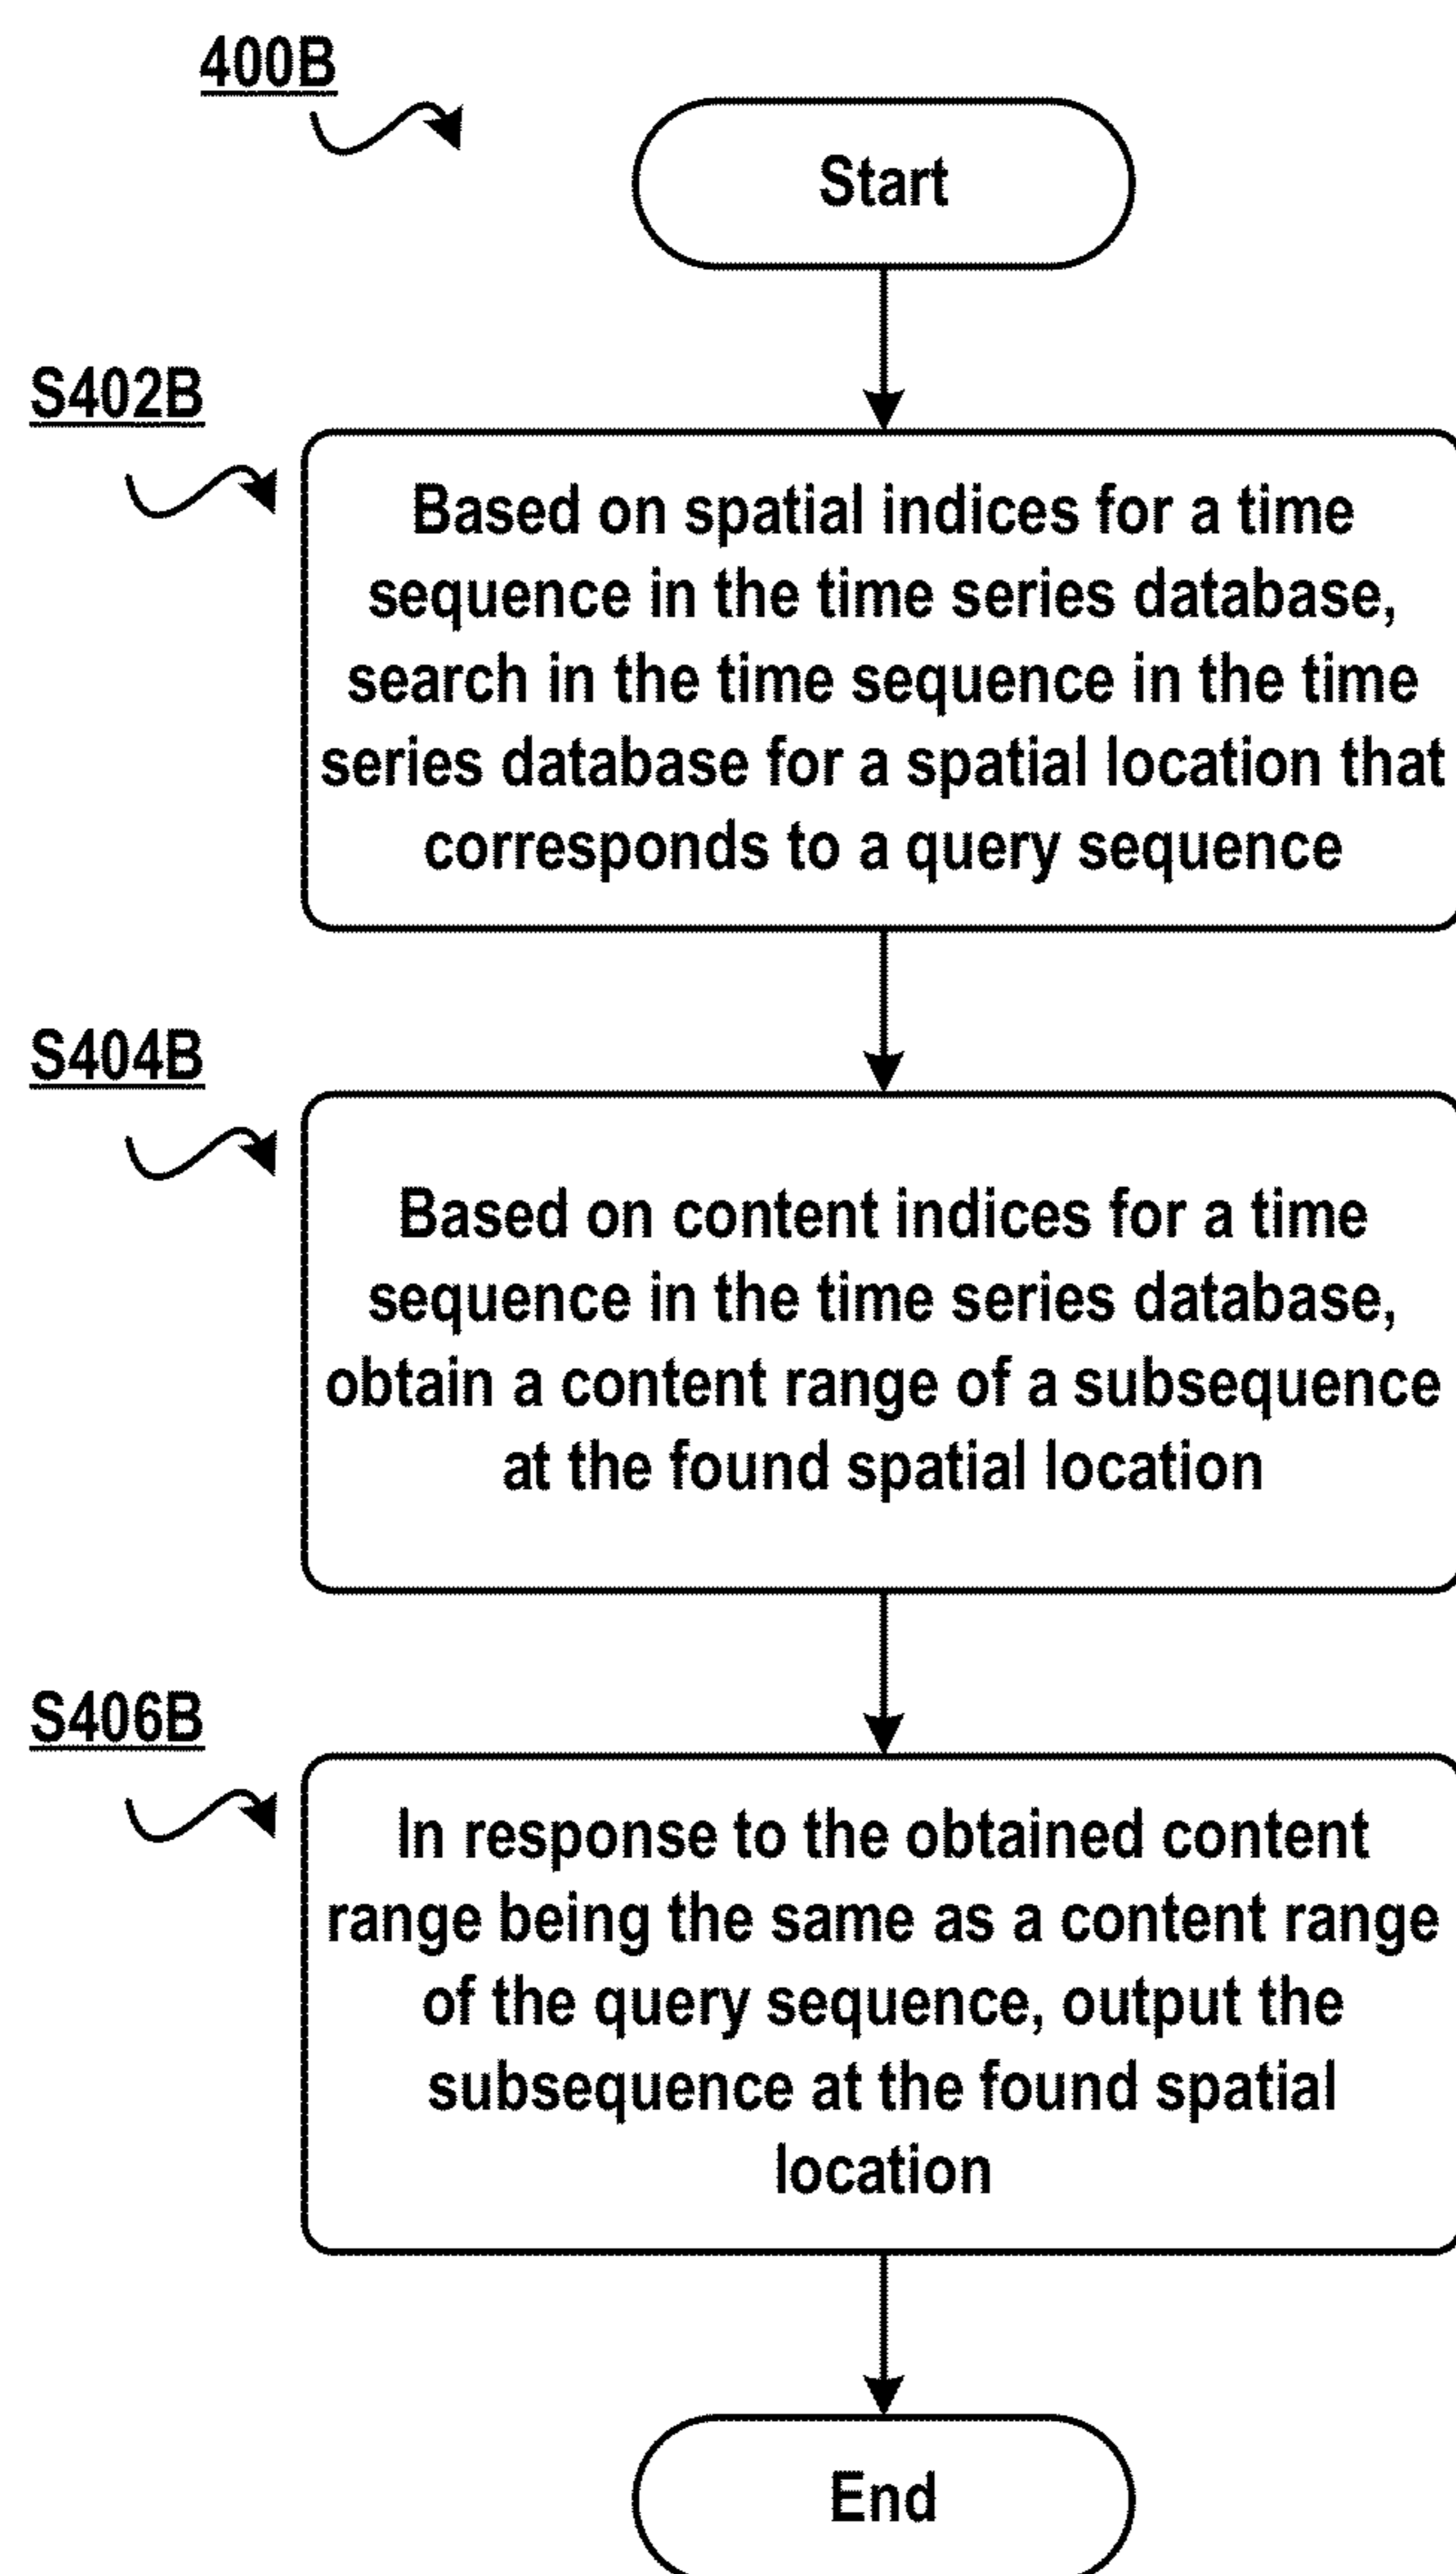 400B
Start
S402B
Based on spatial indices for a time
sequence in the time series database,
search in the time sequence in the time
series database for a spatial location that
corresponds to a query sequence
S404B
Based on content indices for a time
sequence in the time series database,
obtain a content range of a subsequence
at the found spatial location
S406B
In response to the obtained content
range being the same as a content range
of the query sequence, output the
subsequence at the found spatial
location
End